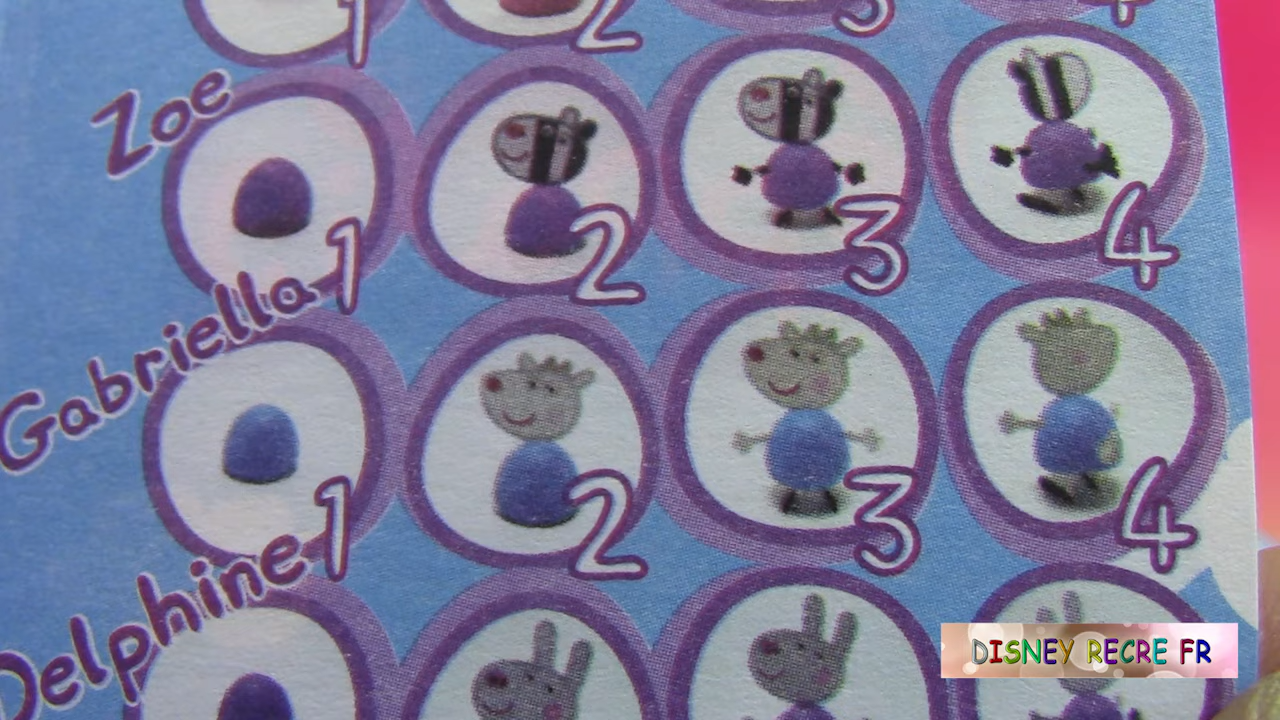 1 2 3 4
Zoe
1 2 3 4
Gabriella
1 2 3 4
Delphine
DISNEY RECRE FR